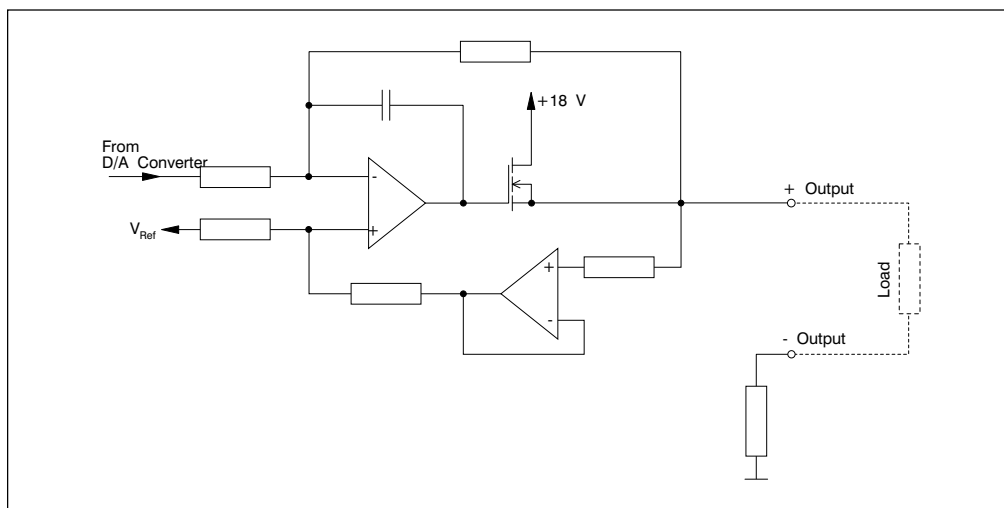 +18 V
From
D/A Converter
-
+ Output
+
V_Ref
+
Load
-
- Output